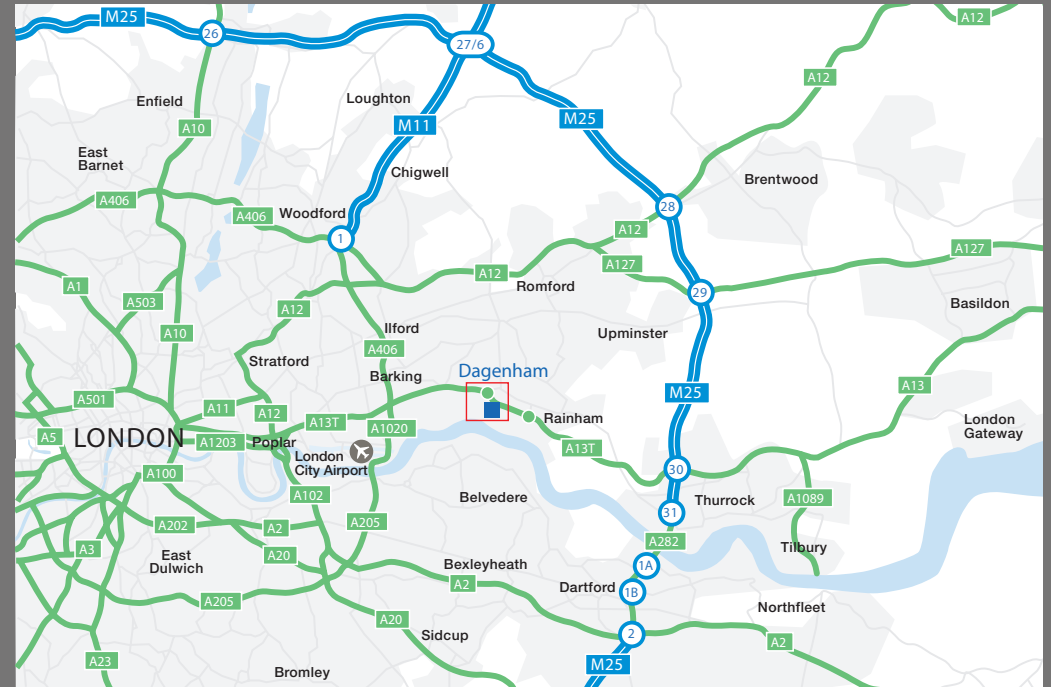 M25
A12
26
27/6
A12
Enfield
Loughton
M25
A10
M11
East
Barnet
Chigwell
Brentwood
A406
A406
Woodford
28
A12
1
A127
A127
A12
A1
Romford
29
A503
A12
Basildon
A10
Ilford
Upminster
A406
Stratford
Dagenham
Barking
A13
M25
A501
A11
A12
A13T
Rainham
London
Gateway
A5
LONDON
A1203
Poplar
A1020
A13T
London
City Airport
A100
30
A102
Belvedere
Thurrock
A1089
31
A202
A2
A205
A282
A3
East
Dulwich
A20
Tilbury
Bexleyheath
1A
A2
Dartford
1B
A205
Northfleet
A20
Sidcup
2
A2
A23
Bromley
M25